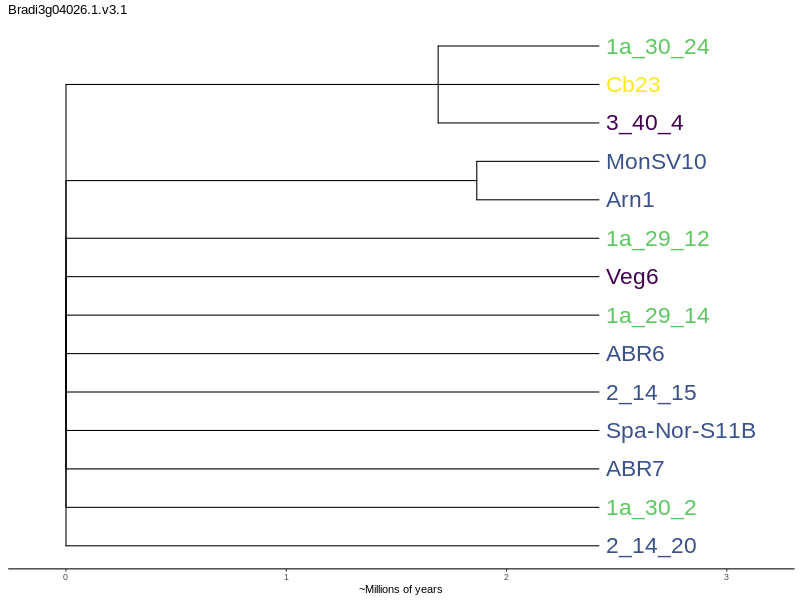 Bradi3g04026.1.v3.1
1a_30_24
Cb23
3_40_4
MonSV10
Arn1
1a_29_12
Veg6
1a_29_14
ABR6
2_14_15
Spa-Nor-S11B
ABR7
1a_30_2
2_14_20
0 1 2 3
~Millions of years